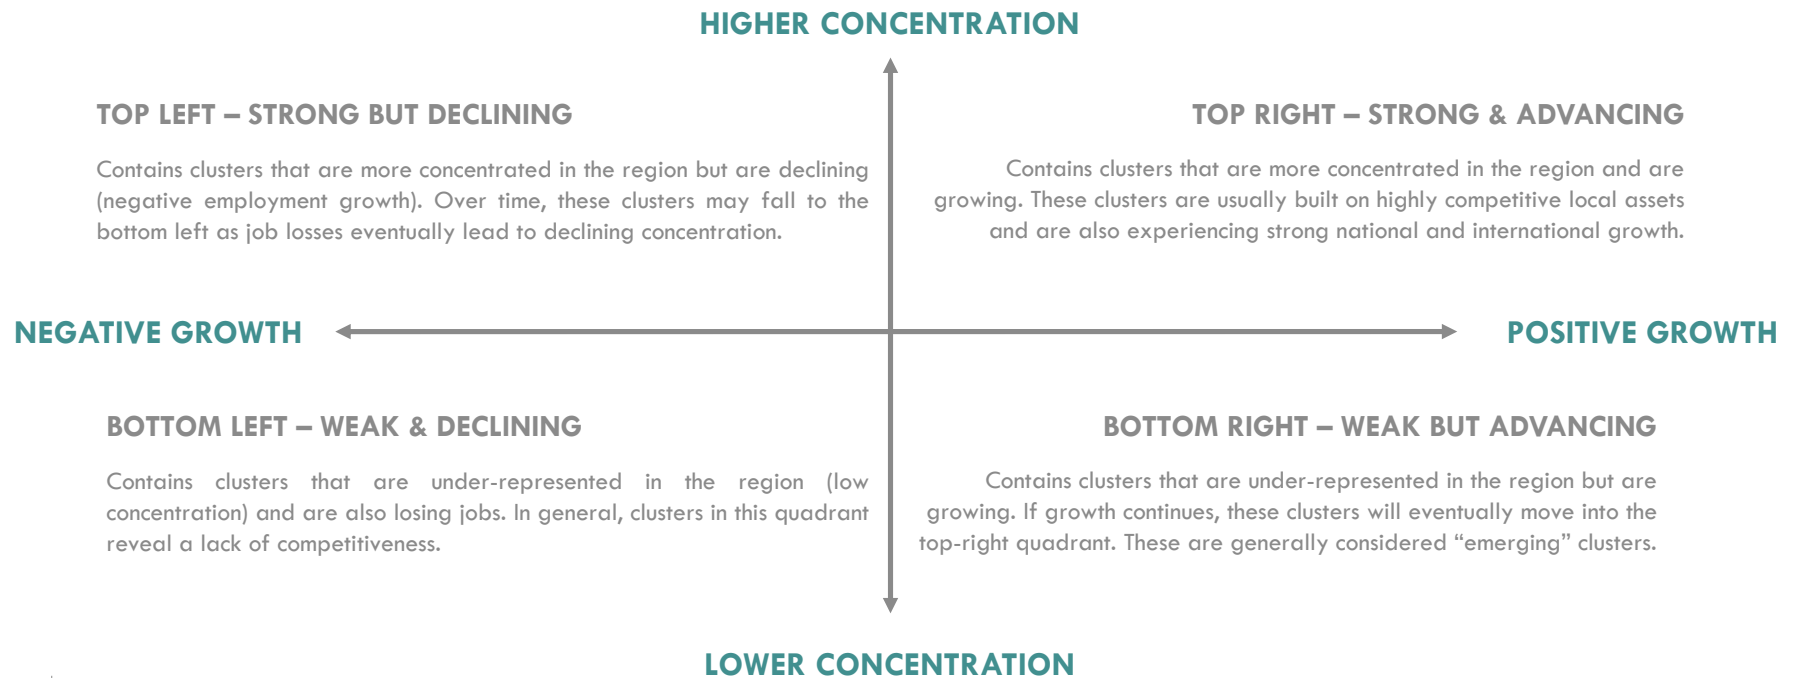 HIGHER CONCENTRATION
TOP LEFT – STRONG BUT DECLINING
Contains clusters that are more concentrated in the region but are declining
(negative employment growth). Over time, these clusters may fall to the
bottom left as job losses eventually lead to declining concentration.
TOP RIGHT – STRONG & ADVANCING
Contains clusters that are more concentrated in the region and are
growing. These clusters are usually built on highly competitive local assets
and are also experiencing strong national and international growth.
NEGATIVE GROWTH
POSITIVE GROWTH
BOTTOM LEFT – WEAK & DECLINING
Contains clusters that are under-represented in the region (low
concentration) and are also losing jobs. In general, clusters in this quadrant
reveal a lack of competitiveness.
BOTTOM RIGHT – WEAK BUT ADVANCING
Contains clusters that are under-represented in the region but are
growing. If growth continues, these clusters will eventually move into the
top-right quadrant. These are generally considered “emerging” clusters.
LOWER CONCENTRATION